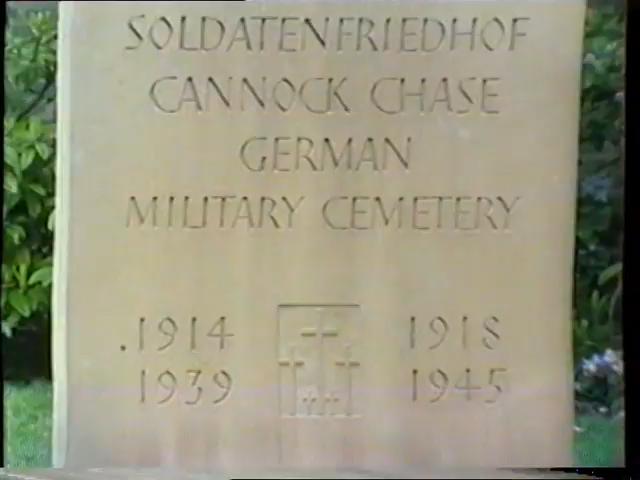 SOLDATENFRIEDHOF
CANNOCK CHASE
GERMAN
MILITARY CEMETERY
.1914 1918
1939 1945